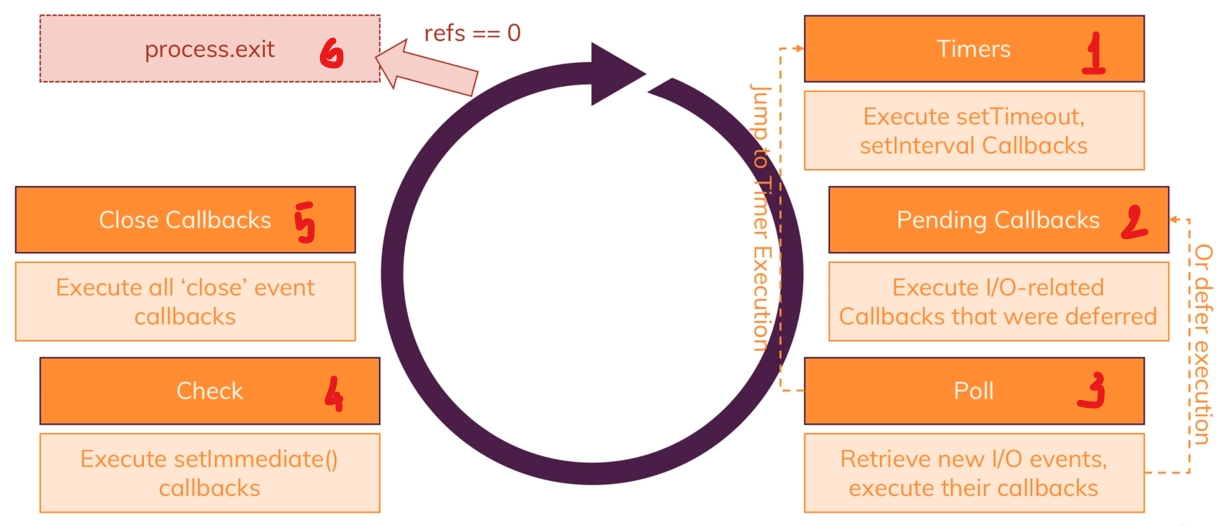 process.exit 6
refs == 0
Timers 1
Execute setTimeout,
setInterval Callbacks
Jump to Timer Execution
Pending Callbacks 2
Execute I/O-related
Callbacks that were deferred
Or defer execution
Poll 3
Retrieve new I/O events,
execute their callbacks
Check 4
Execute setImmediate()
callbacks
Close Callbacks 5
Execute all ‘close’ event
callbacks